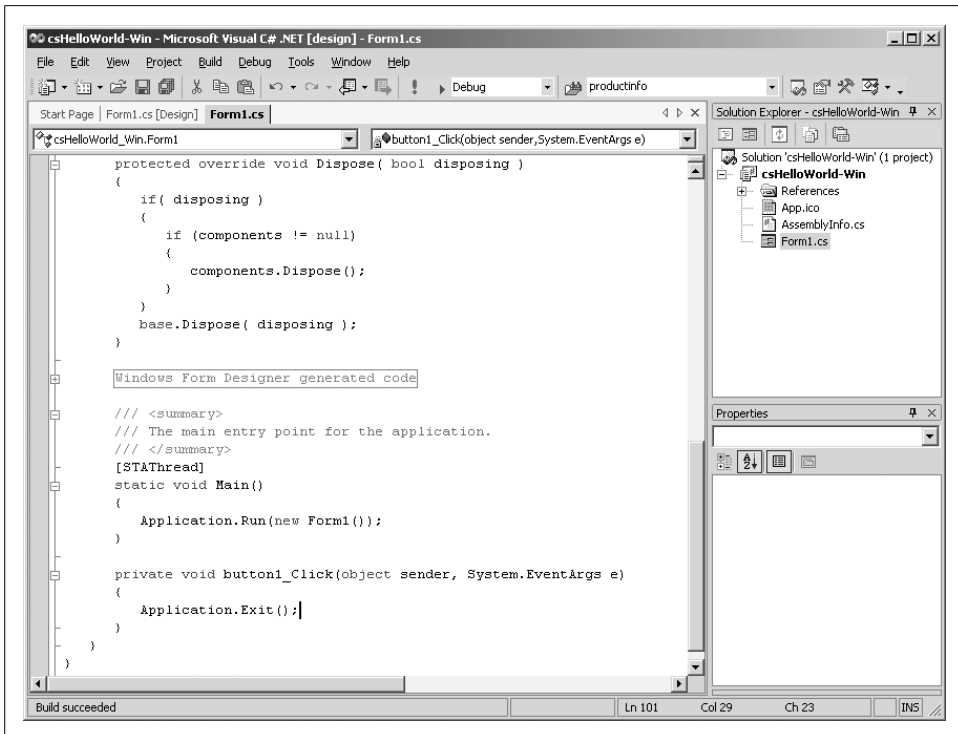 csHelloWorld-Win - Microsoft Visual C# .NET [design] - Form1.cs
File Edit View Project Build Debug Tools Window Help
Debug productinfo
Start Page Form1.cs [Design] Form1.cs
csHelloWorld_Win.Form1 button1_Click(object sender,System.EventArgs e)
protected override void Dispose( bool disposing )
{
if( disposing )
{
if (components != null)
{
components.Dispose();
}
}
base.Dispose( disposing );
}
Windows Form Designer generated code
/// <summary>
/// The main entry point for the application.
/// </summary>
[STAThread]
static void Main()
{
Application.Run(new Form1());
}
private void button1_Click(object sender, System.EventArgs e)
{
Application.Exit();
}
}
}
Solution Explorer - csHelloWorld-Win
Solution 'csHelloWorld-Win' (1 project)
csHelloWorld-Win
References
App.ico
AssemblyInfo.cs
Form1.cs
Properties
Build succeeded Ln 101 Col 29 Ch 23 INS